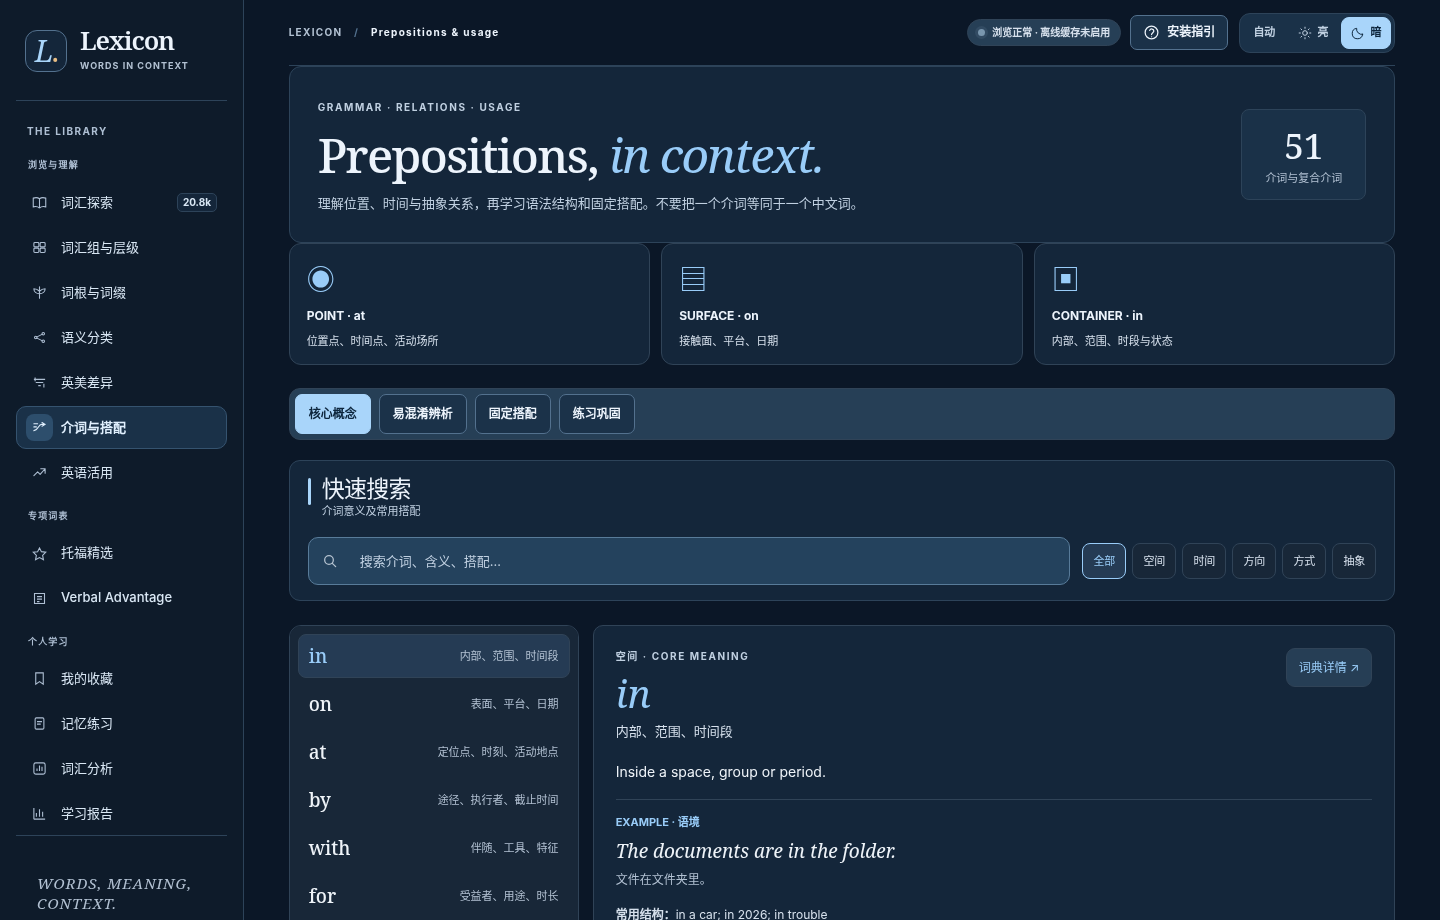 L.
Lexicon
WORDS IN CONTEXT
THE LIBRARY
浏览与理解
词汇探索 20.8k
词汇组与层级
词根与词缀
语义分类
英美差异
介词与搭配
英语活用
专项词表
托福精选
Verbal Advantage
个人学习
我的收藏
记忆练习
词汇分析
学习报告
WORDS, MEANING,
CONTEXT.
LEXICON / Prepositions & usage
浏览正常 · 离线缓存未启用
安装指引
自动 亮 暗
GRAMMAR · RELATIONS · USAGE
Prepositions, in context.
理解位置、时间与抽象关系，再学习语法结构和固定搭配。不要把一个介词等同于一个中文词。
51
介词与复合介词
POINT · at
位置点、时间点、活动场所
SURFACE · on
接触面、平台、日期
CONTAINER · in
内部、范围、时段与状态
核心概念 易混淆辨析 固定搭配 练习巩固
快速搜索
介词意义及常用搭配
搜索介词、含义、搭配...
全部 空间 时间 方向 方式 抽象
in 内部、范围、时间段
on 表面、平台、日期
at 定位点、时刻、活动地点
by 途径、执行者、截止时间
with 伴随、工具、特征
for 受益者、用途、时长
空间 · CORE MEANING
词典详情 ↗
in
内部、范围、时间段
Inside a space, group or period.
EXAMPLE · 语境
The documents are in the folder.
文件在文件夹里。
常用结构：in a car; in 2026; in trouble